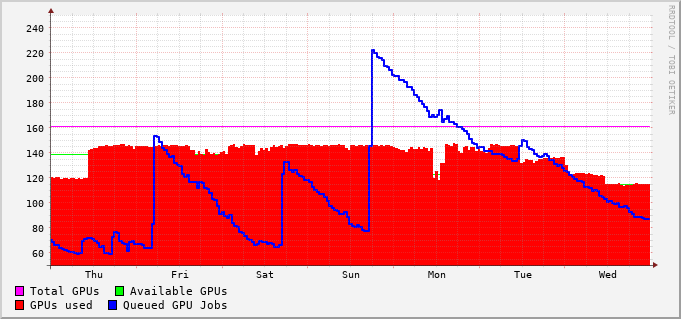 240
220
200
180
160
140
120
100
80
60
Thu Fri Sat Sun Mon Tue Wed
Total GPUs Available GPUs
GPUs used Queued GPU Jobs
RRDTOOL / TOBI OETIKER